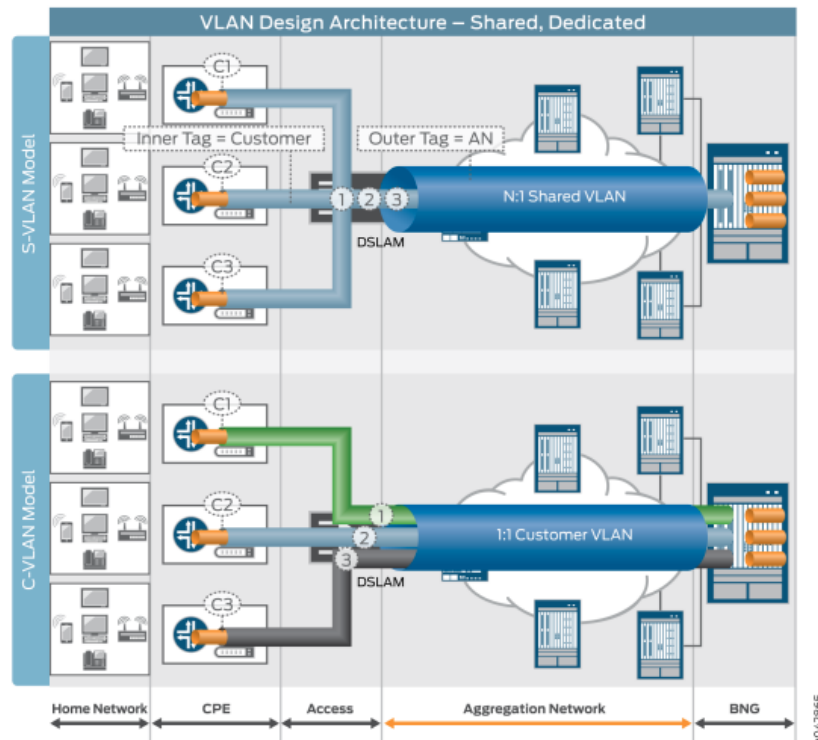 VLAN Design Architecture – Shared, Dedicated
S-VLAN Model
C1
Inner Tag = Customer
Outer Tag = AN
C2
1 2 3
N:1 Shared VLAN
DSLAM
C3
C-VLAN Model
C1
1
C2
2
1:1 Customer VLAN
3
DSLAM
C3
Home Network
CPE
Access
Aggregation Network
BNG